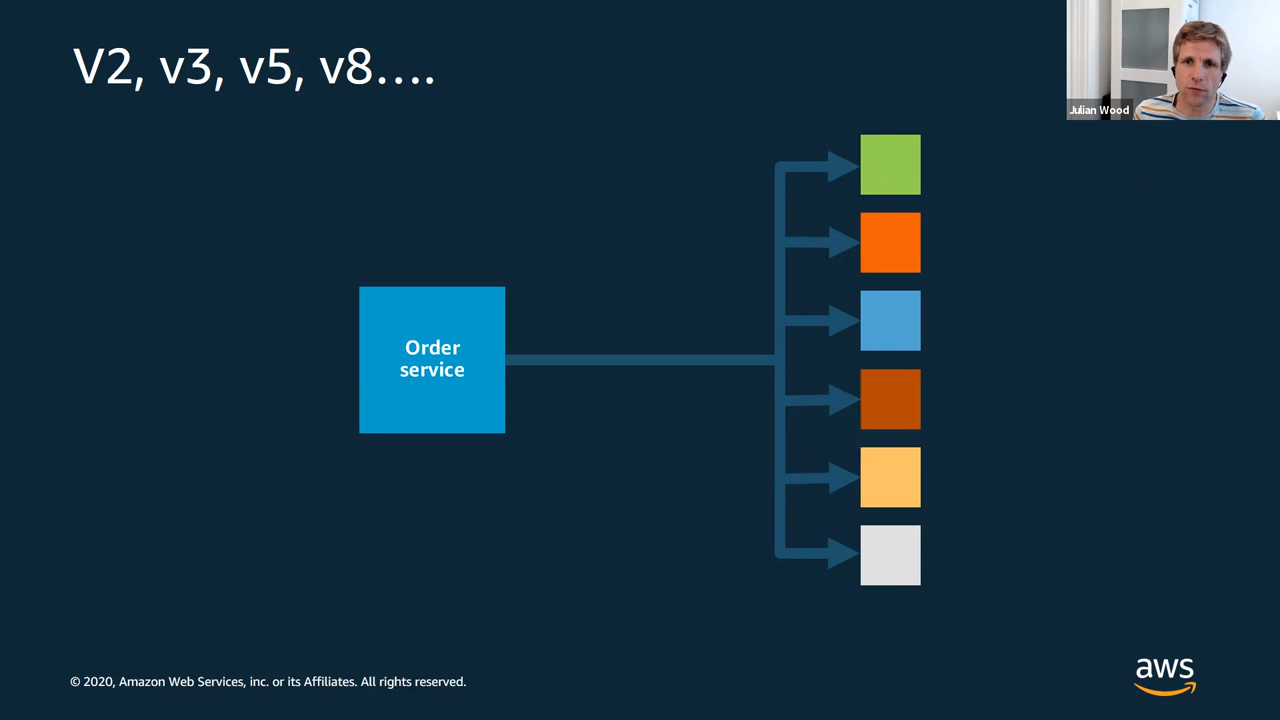 V2, v3, v5, v8....
Julian Wood
Order
service
© 2020, Amazon Web Services, inc. or its Affiliates. All rights reserved.
aws